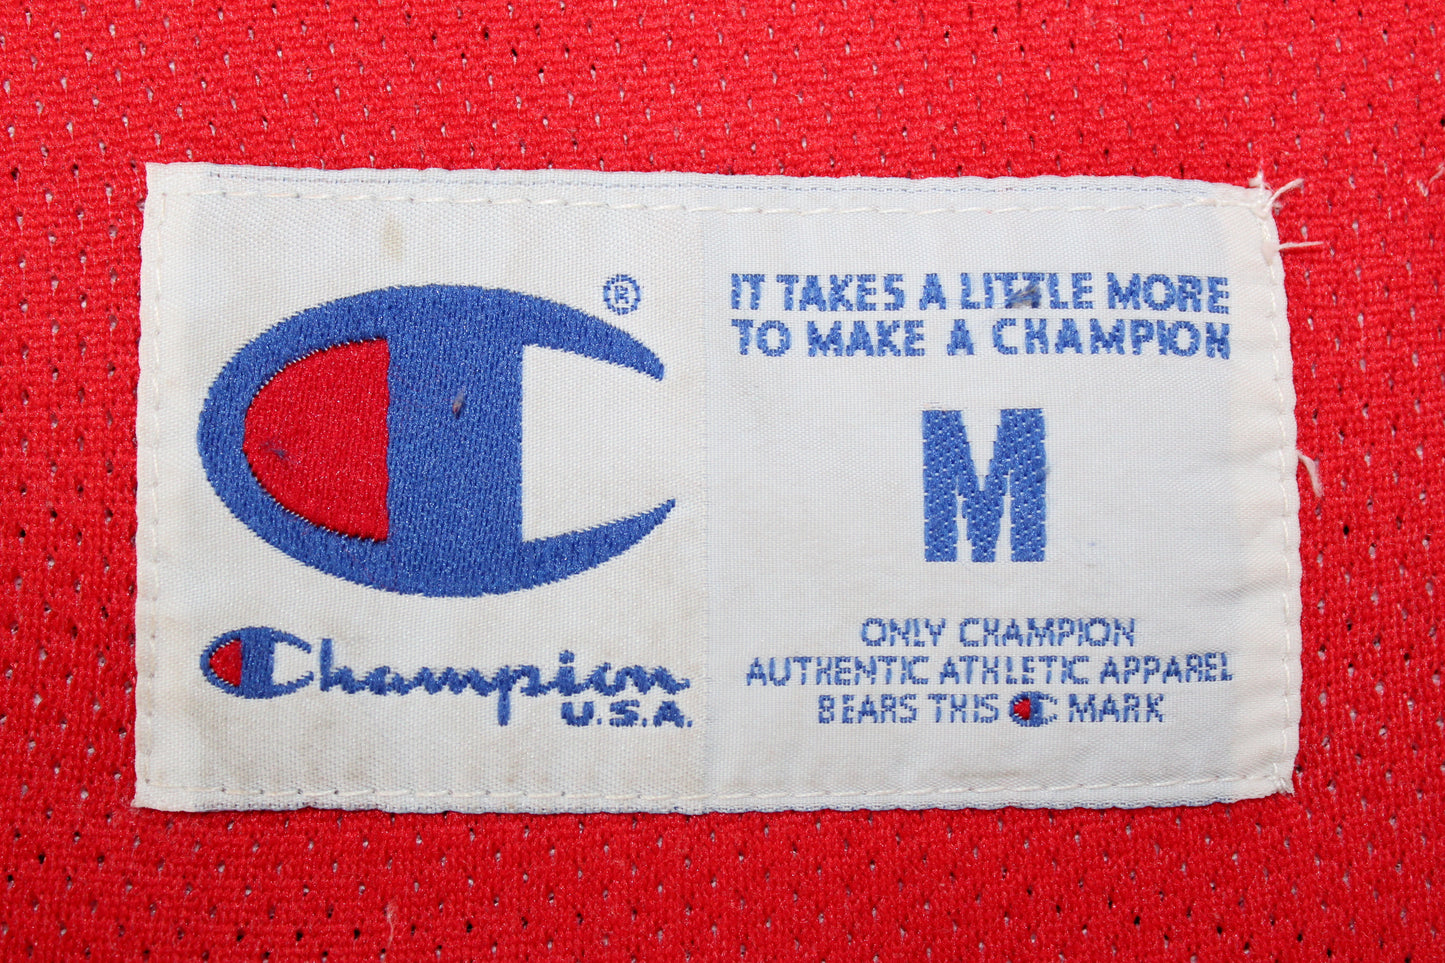 ®
Champion
U.S.A.
IT TAKES A LITTLE MORE
TO MAKE A CHAMPION
M
ONLY CHAMPION
AUTHENTIC ATHLETIC APPAREL
BEARS THIS C MARK